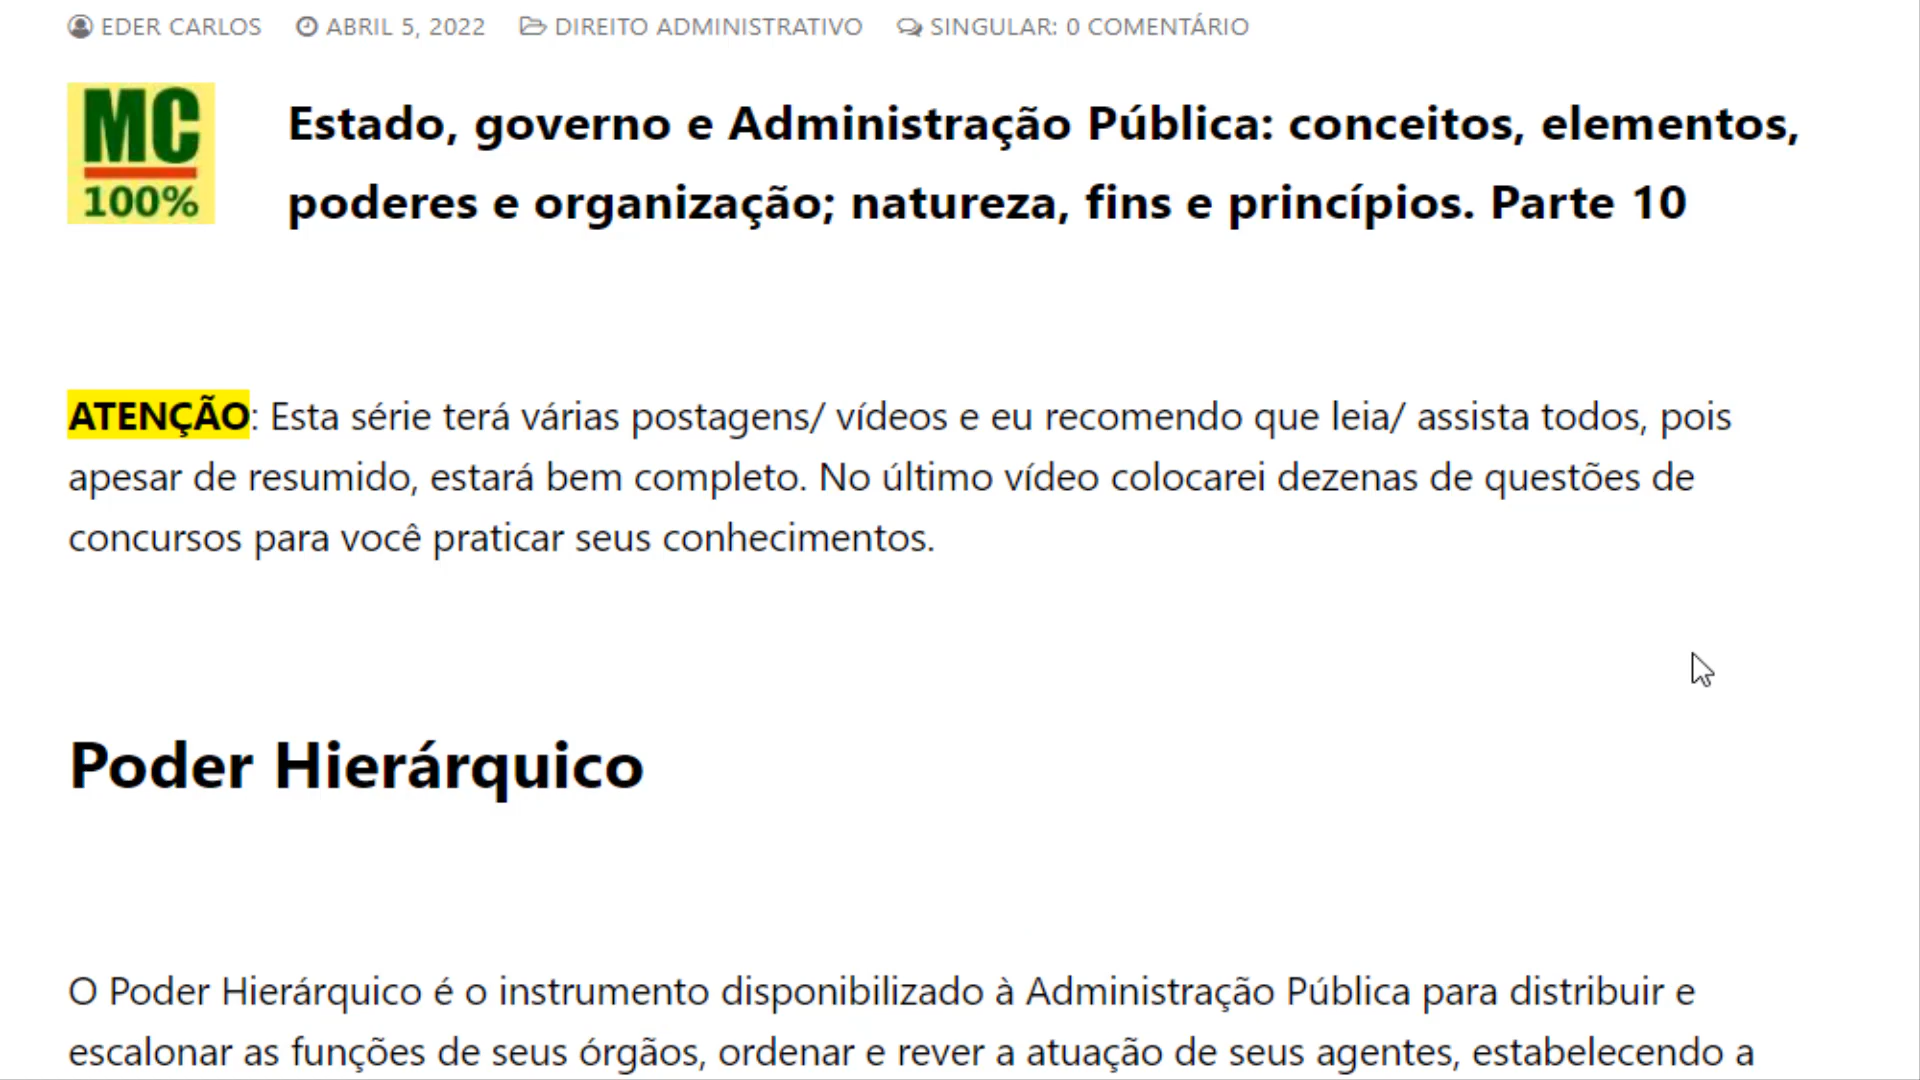 EDER CARLOS ABRIL 5, 2022 DIREITO ADMINISTRATIVO SINGULAR: 0 COMENTÁRIO
MC
100%
Estado, governo e Administração Pública: conceitos, elementos,
poderes e organização; natureza, fins e princípios. Parte 10
ATENÇÃO: Esta série terá várias postagens/ vídeos e eu recomendo que leia/ assista todos, pois
apesar de resumido, estará bem completo. No último vídeo colocarei dezenas de questões de
concursos para você praticar seus conhecimentos.
Poder Hierárquico
O Poder Hierárquico é o instrumento disponibilizado à Administração Pública para distribuir e
escalonar as funções de seus órgãos, ordenar e rever a atuação de seus agentes, estabelecendo a